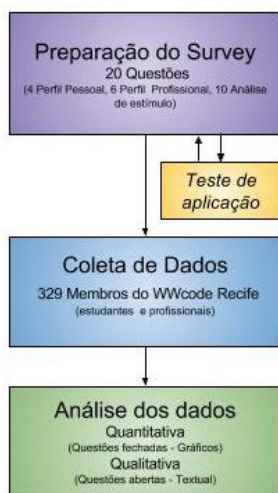 Preparação do Survey
20 Questões
(4 Perfil Pessoal, 6 Perfil Profissional, 10 Análise
de estímulo)
Teste de
aplicação
Coleta de Dados
329 Membros do WWcode Recife
(estudantes e profissionais)
Análise dos dados
Quantitativa
(Questões fechadas - Gráficos)
Qualitativa
(Questões abertas - Textual)